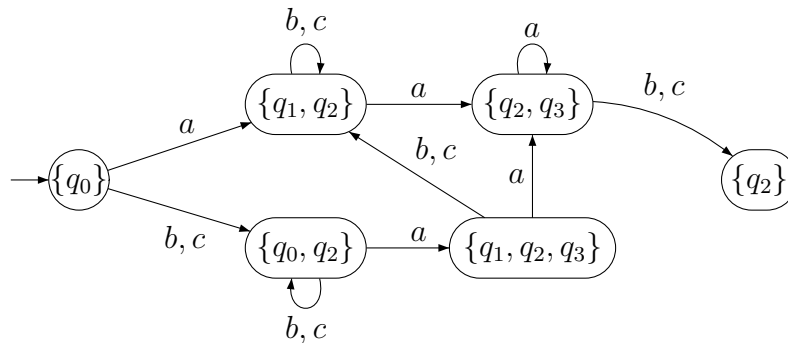 b, c
a
{q₁, q₂}
a
{q₂, q₃}
b, c
a
b, c
{q₀}
a
{q₂}
b, c
{q₀, q₂}
a
{q₁, q₂, q₃}
b, c